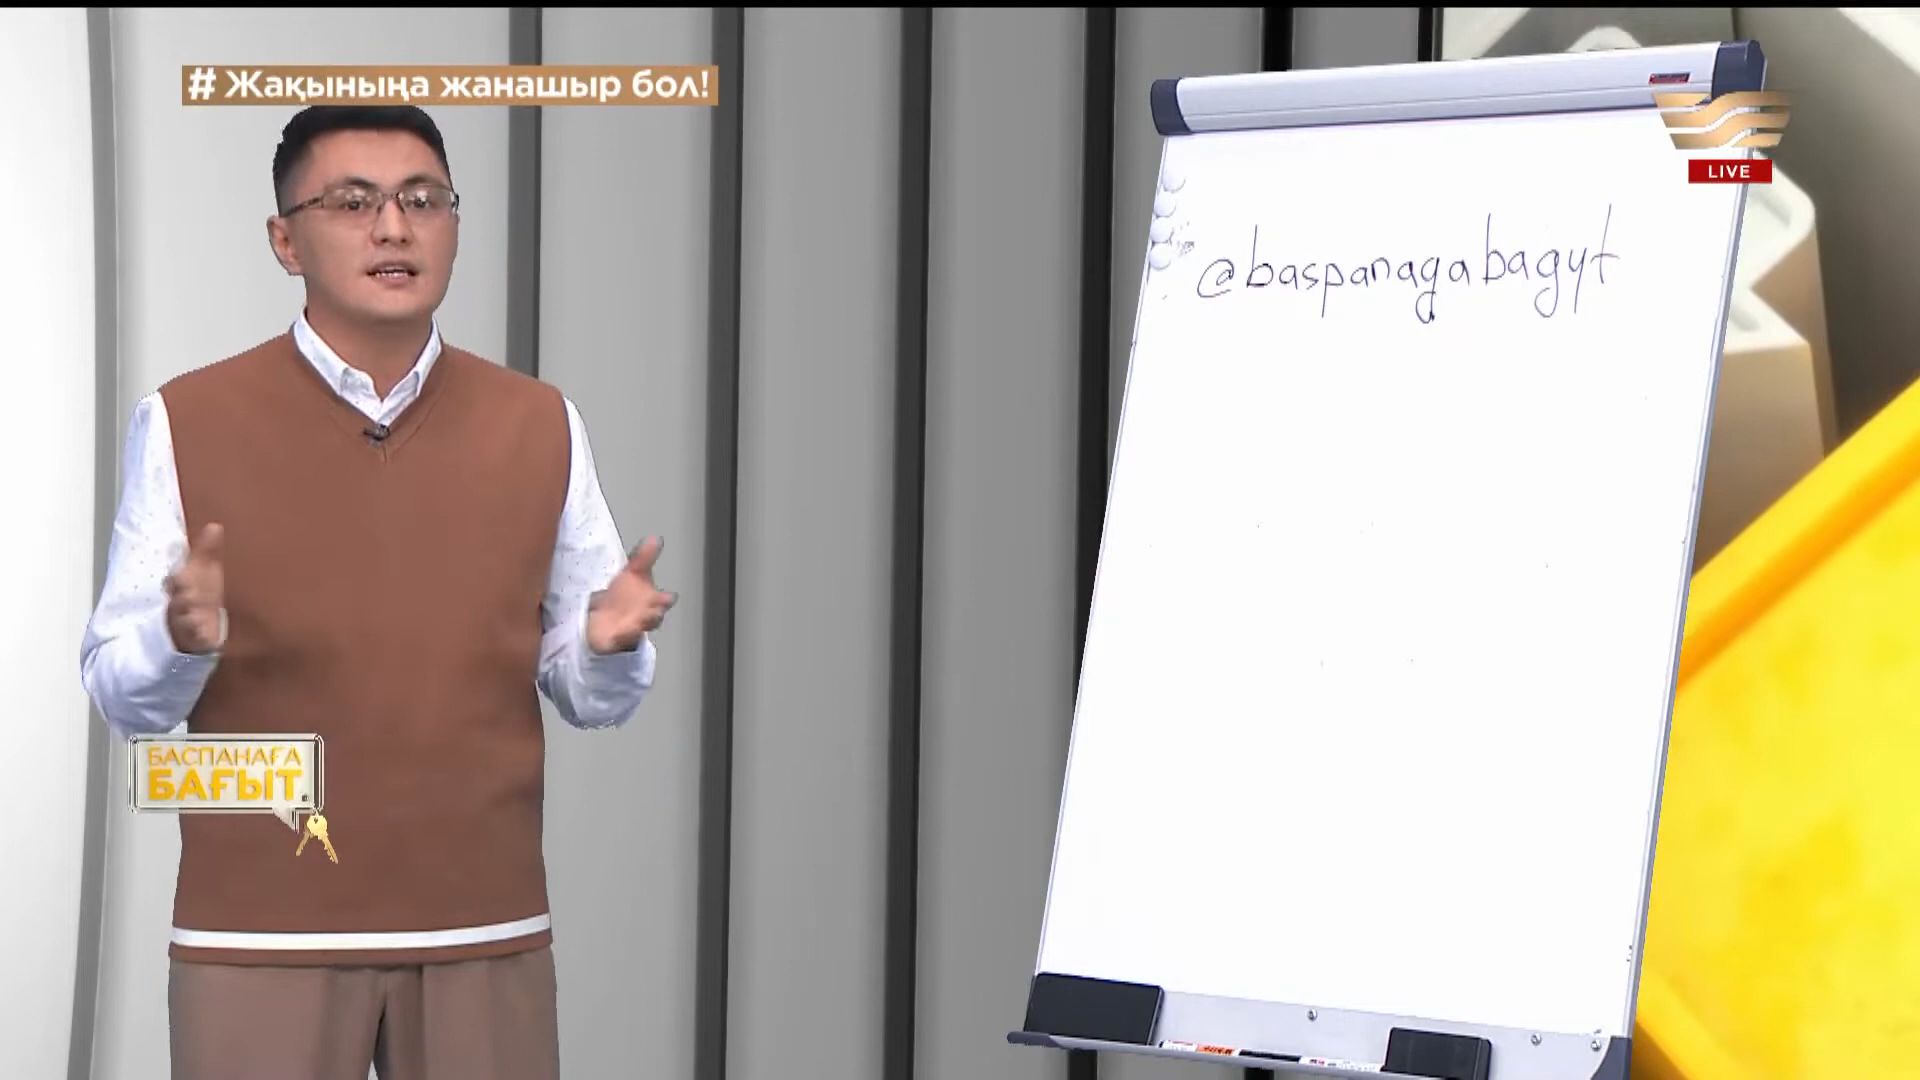 # Жақыныңа жанашыр бол!
LIVE
@baspanagabagyt
БАСПАНАҒА
БАҒЫТ.